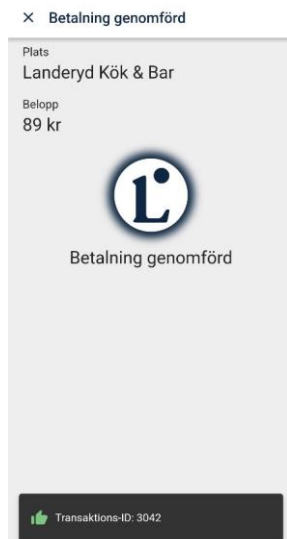 × Betalning genomförd
Plats
Landeryd Kök & Bar
Belopp
89 kr
L
Betalning genomförd
Transaktions-ID: 3042